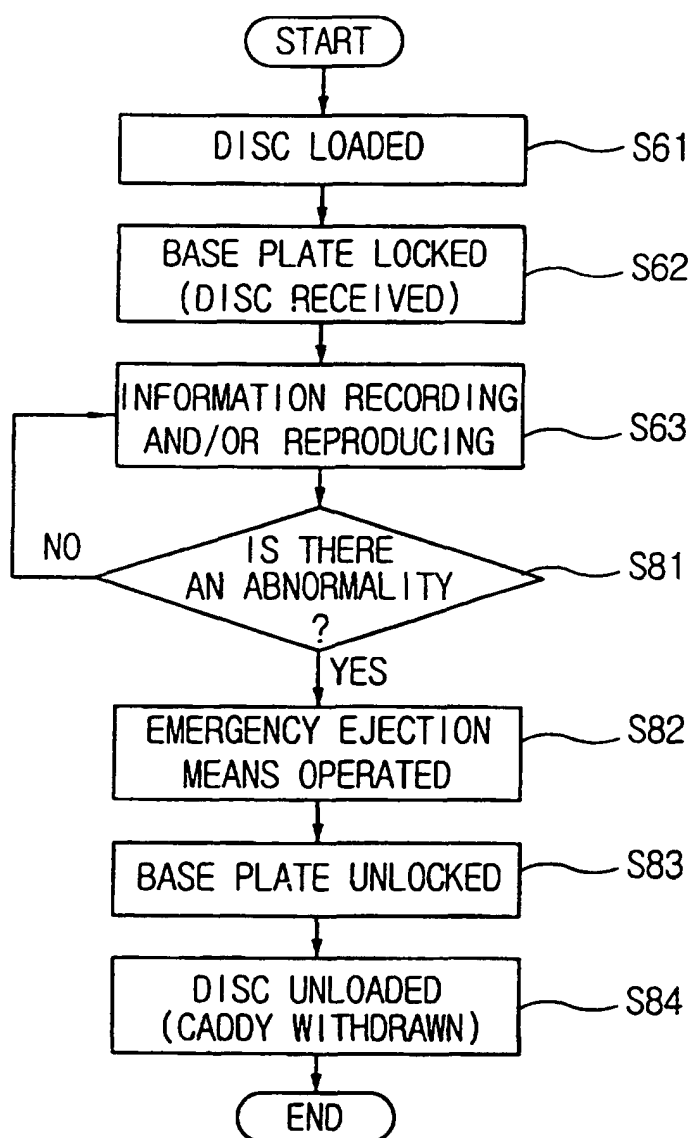 START
DISC LOADED
S61
BASE PLATE LOCKED
(DISC RECEIVED)
S62
INFORMATION RECORDING
AND/OR REPRODUCING
S63
IS THERE
AN ABNORMALITY
?
S81
NO
YES
EMERGENCY EJECTION
MEANS OPERATED
S82
BASE PLATE UNLOCKED
S83
DISC UNLOADED
(CADDY WITHDRAWN)
S84
END